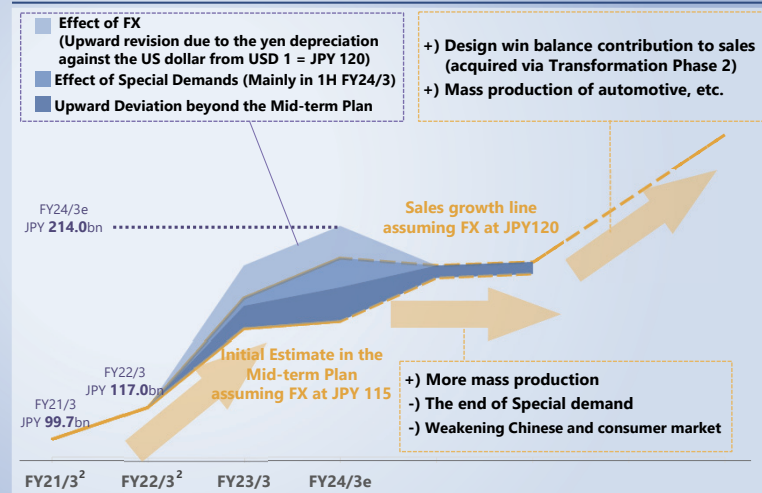 Effect of FX
(Upward revision due to the yen depreciation
against the US dollar from USD 1 = JPY 120)
Effect of Special Demands (Mainly in 1H FY24/3)
Upward Deviation beyond the Mid-term Plan
+) Design win balance contribution to sales
(acquired via Transformation Phase 2)
+) Mass production of automotive, etc.
FY24/3e
JPY 214.0bn
Sales growth line
assuming FX at JPY120
Initial Estimate in the
Mid-term Plan
assuming FX at JPY 115
FY22/3
JPY 117.0bn
FY21/3
JPY 99.7bn
+) More mass production
-) The end of Special demand
-) Weakening Chinese and consumer market
FY21/3²
FY22/3²
FY23/3
FY24/3e